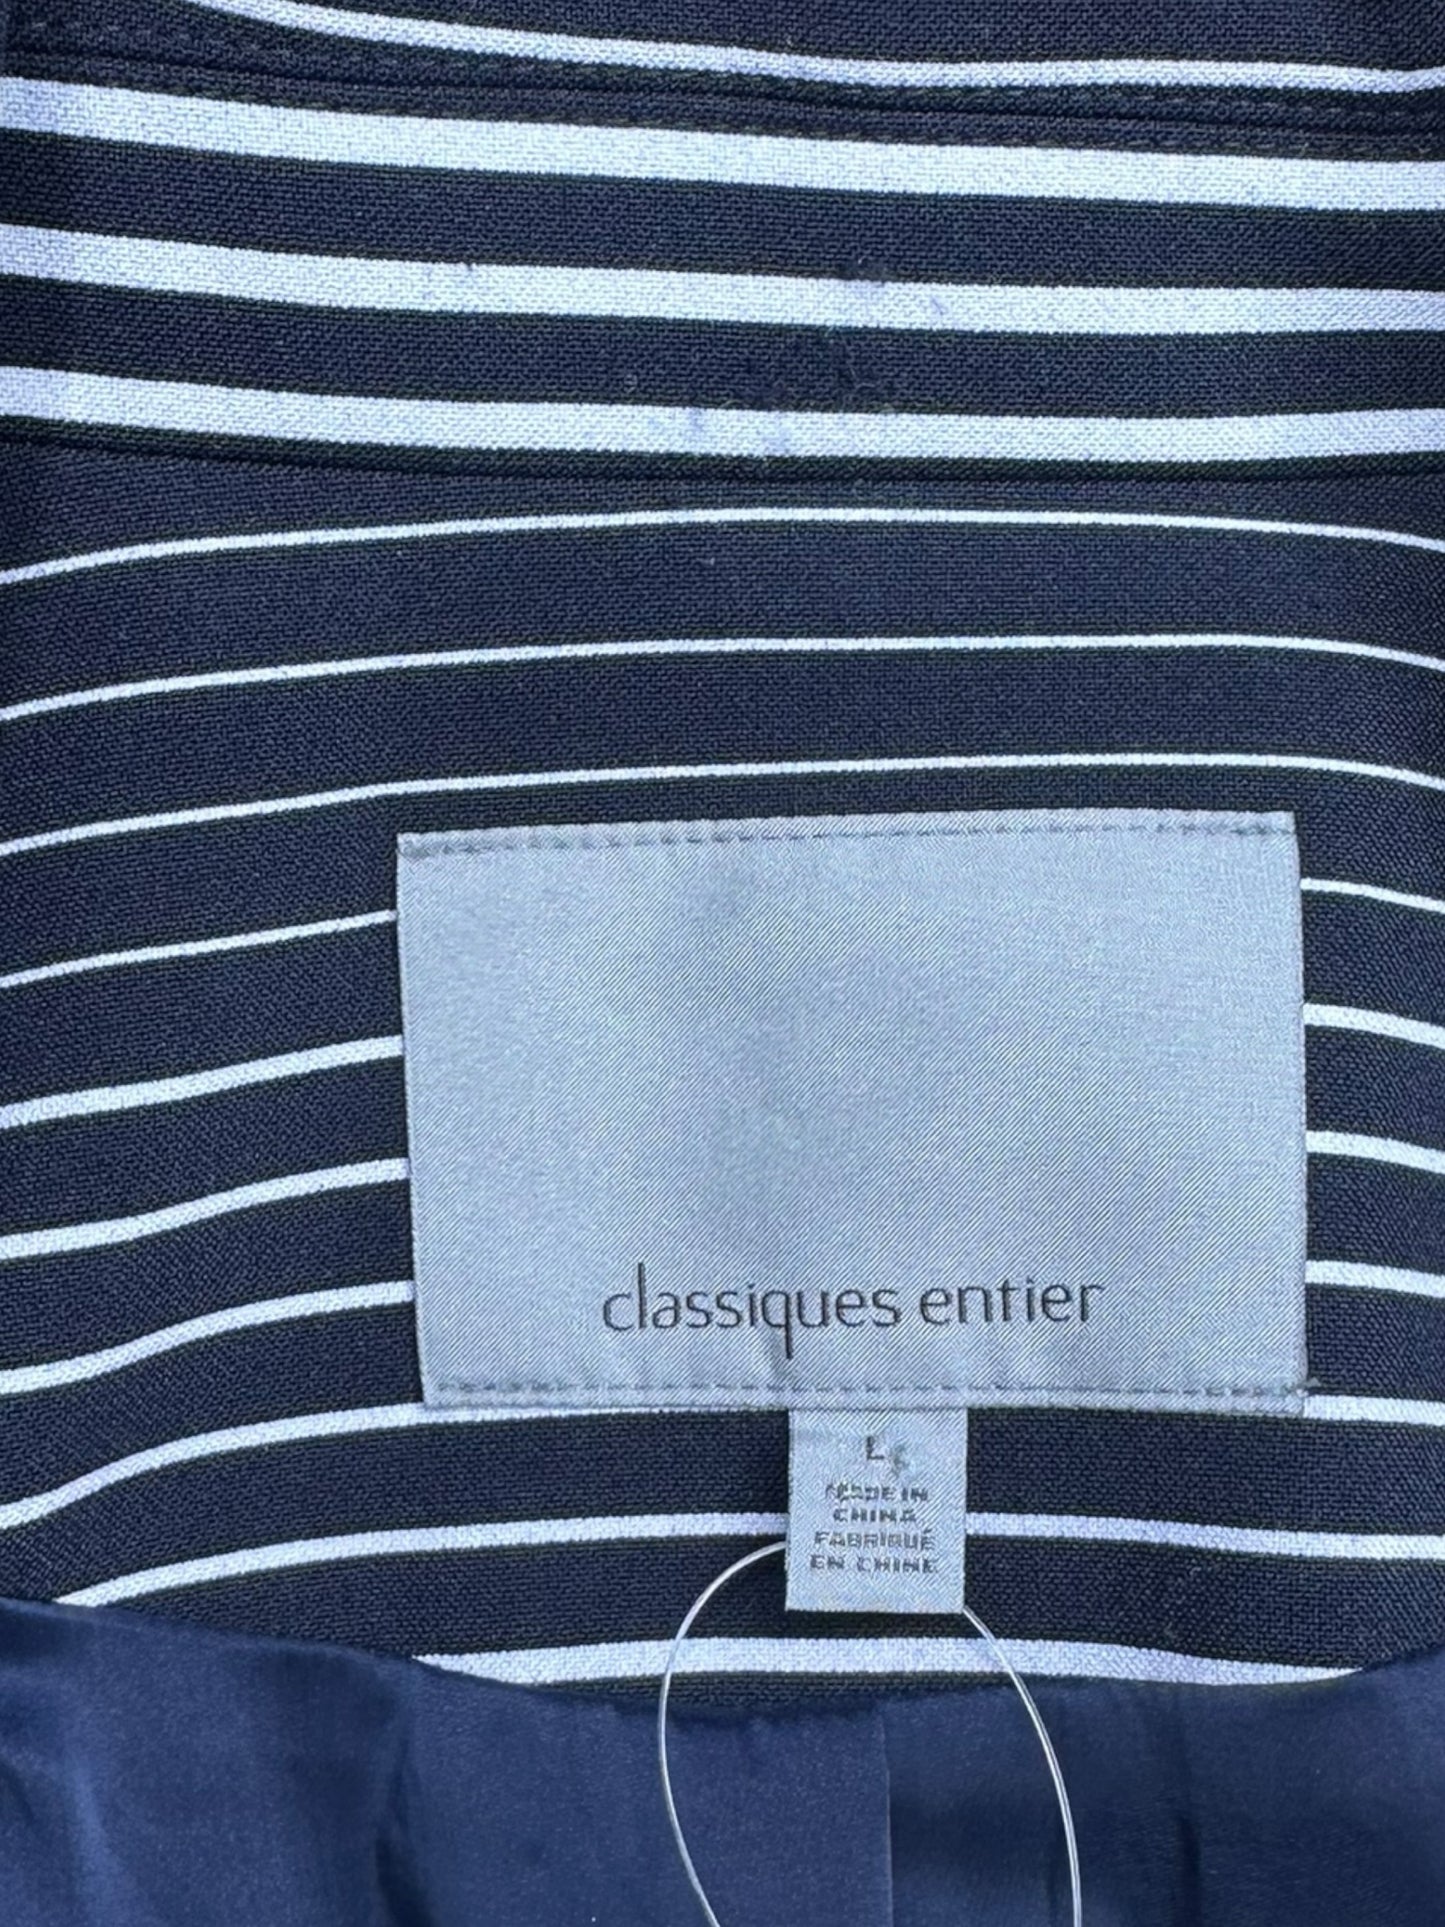 classiques entier
L
MADE IN
CHINA
FABRIQUÉ
EN CHINE